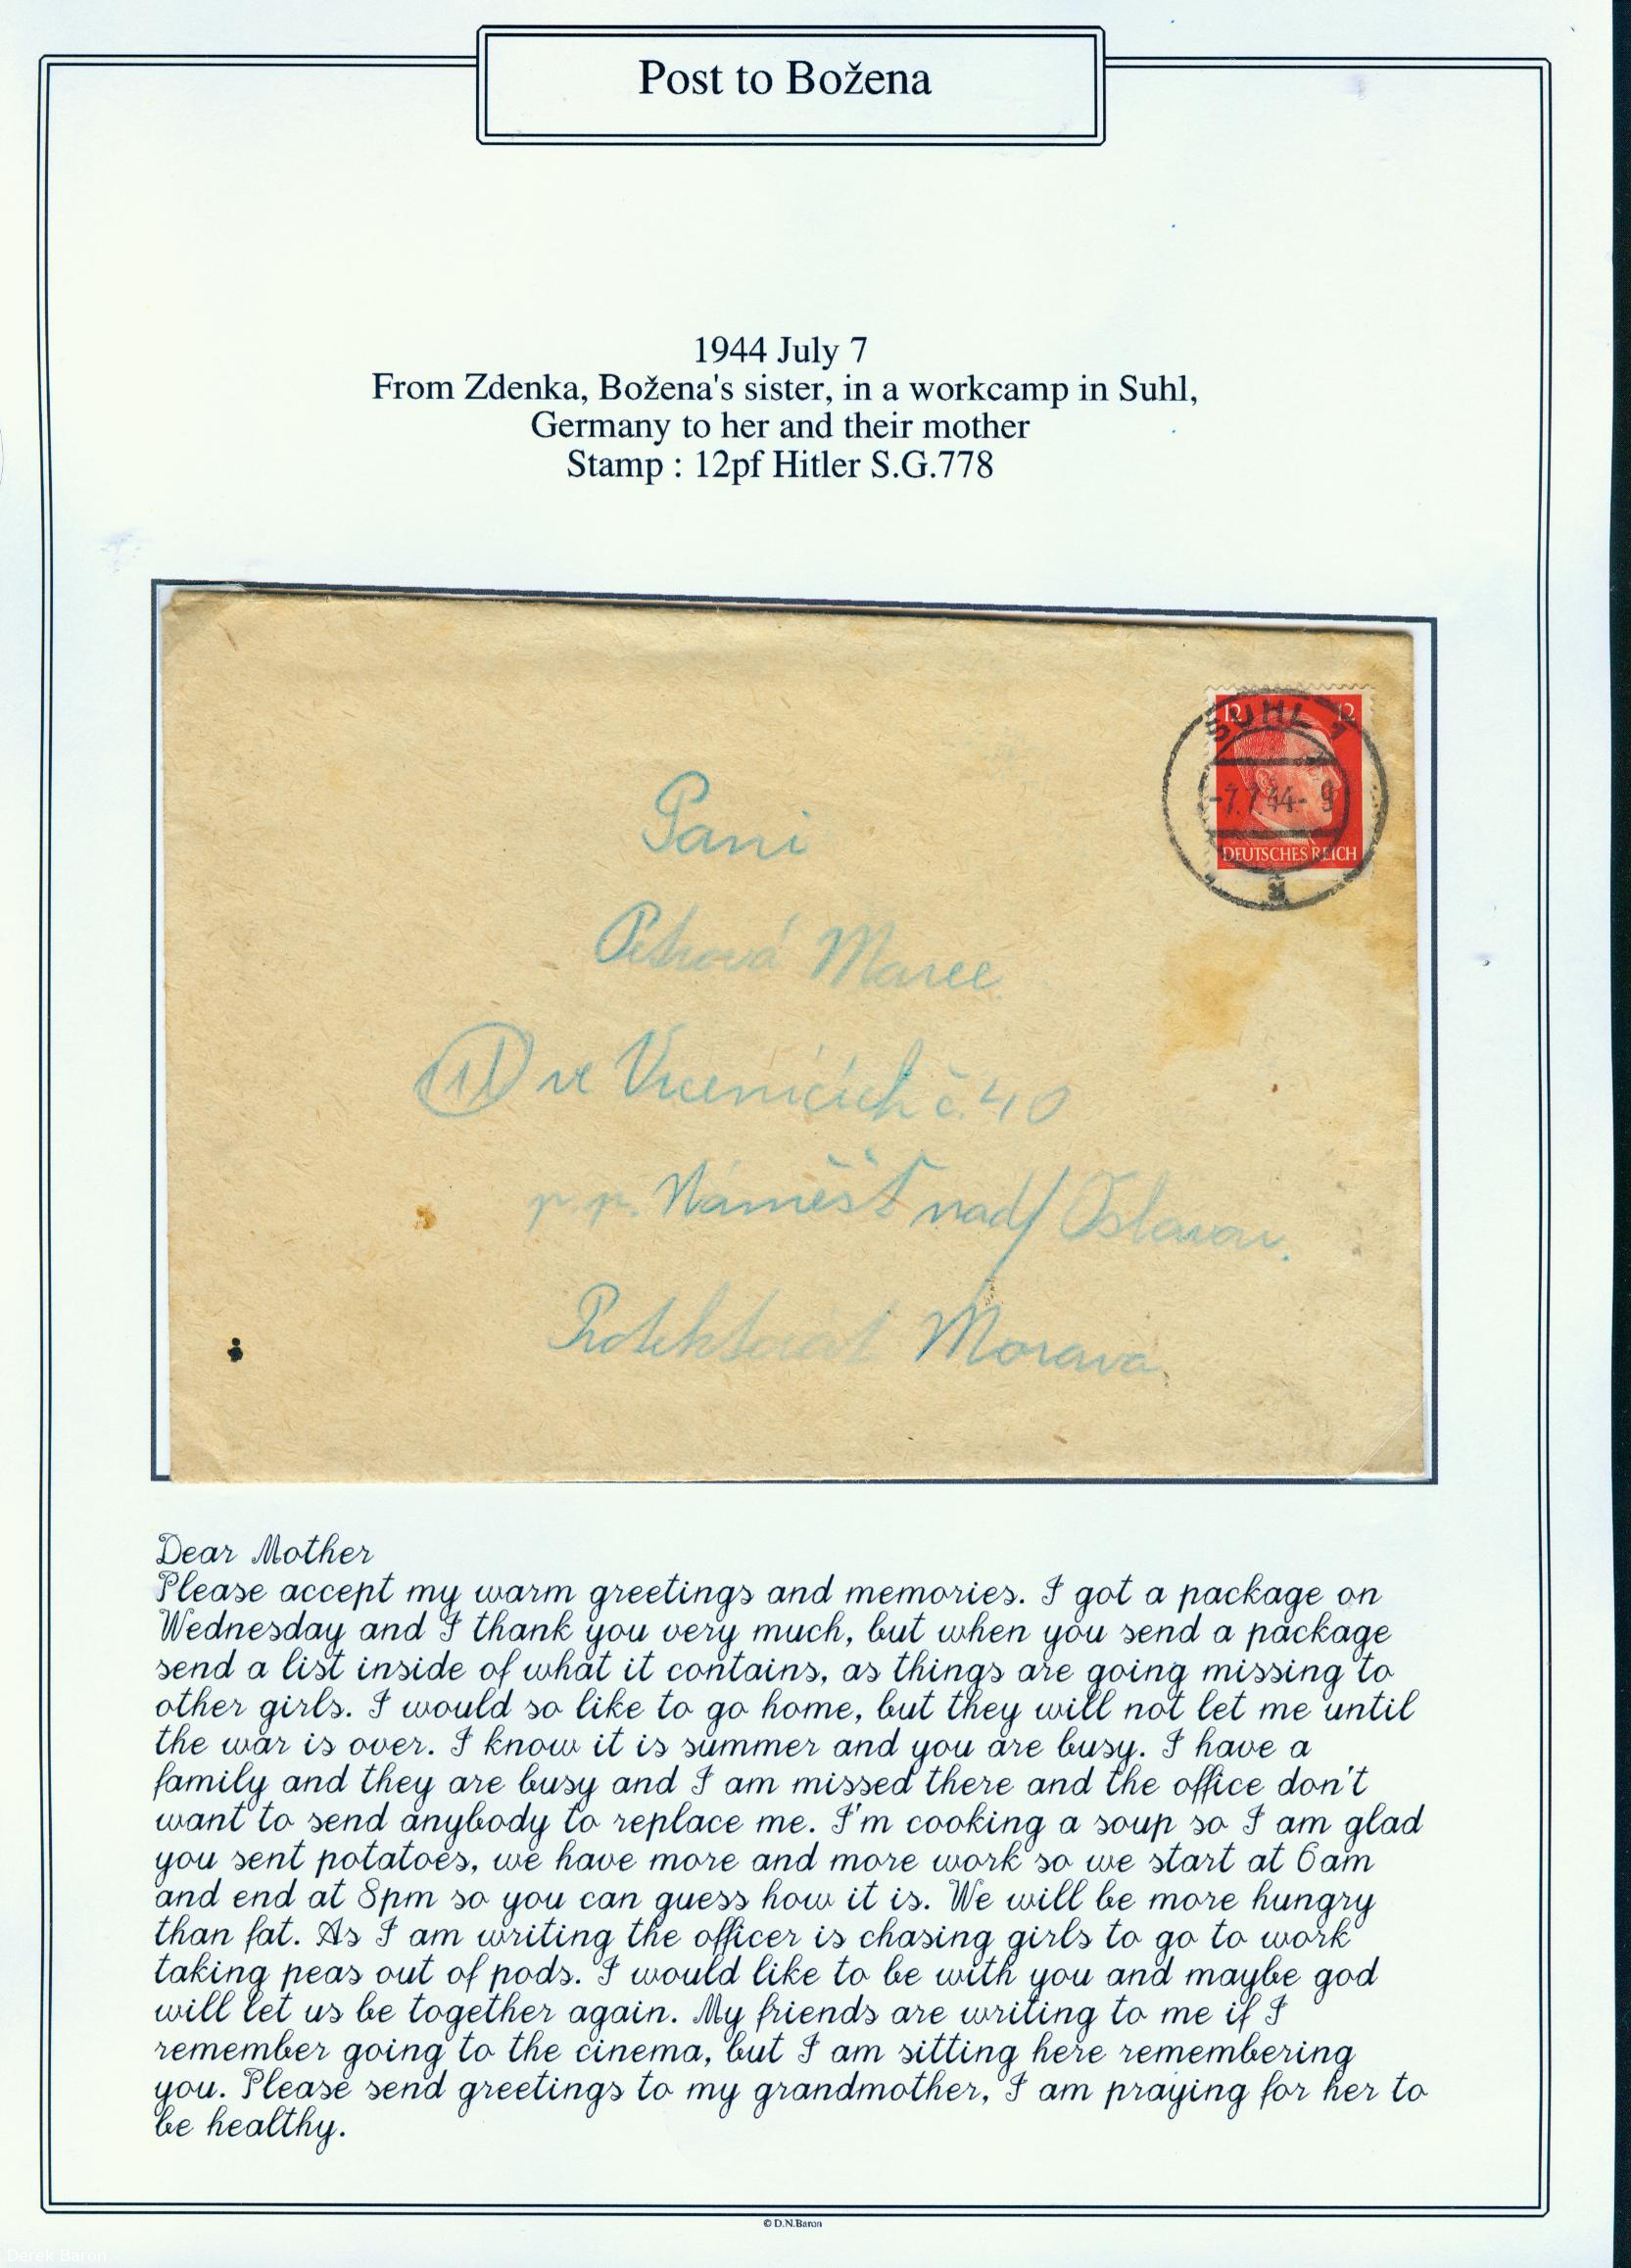 Post to Božena
1944 July 7
From Zdenka, Božena's sister, in a workcamp in Suhl,
Germany to her and their mother
Stamp : 12pf Hitler S.G.778
12 12
SUHL 1
-7.7.44- 9
DEUTSCHES REICH
Paní
Maree
ve č. 40
p. p. Náměšť nad/ Oslavou.
Protektorát Morava.
Dear Mother
Please accept my warm greetings and memories. I got a package on
Wednesday and I thank you very much, but when you send a package
send a list inside of what it contains, as things are going missing to
other girls. I would so like to go home, but they will not let me until
the war is over. I know it is summer and you are busy. I have a
family and they are busy and I am missed there and the office don't
want to send anybody to replace me. I'm cooking a soup so I am glad
you sent potatoes, we have more and more work so we start at 6am
and end at 8pm so you can guess how it is. We will be more hungry
than fat. As I am writing the officer is chasing girls to go to work
taking peas out of pods. I would like to be with you and maybe god
will let us be together again. My friends are writing to me if I
remember going to the cinema, but I am sitting here remembering
you. Please send greetings to my grandmother, I am praying for her to
be healthy.
© D.N.Baron
Derek Baron